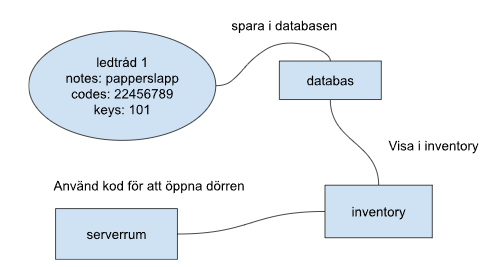 spara i databasen
ledtråd 1
notes: papperslapp
codes: 22456789
keys: 101
databas
Visa i inventory
Använd kod för att öppna dörren
inventory
serverrum